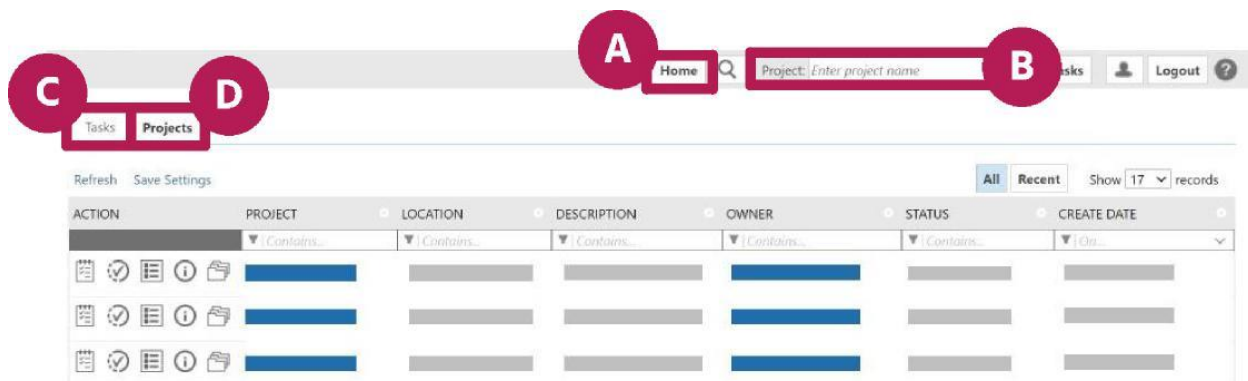 A
Home
Project: Enter project name
B
Logout
?
C
D
Tasks
Projects
Refresh Save Settings
All Recent Show 17 records
ACTION PROJECT LOCATION DESCRIPTION OWNER STATUS CREATE DATE
Contains... Contains... Contains... Contains... Contains... On...